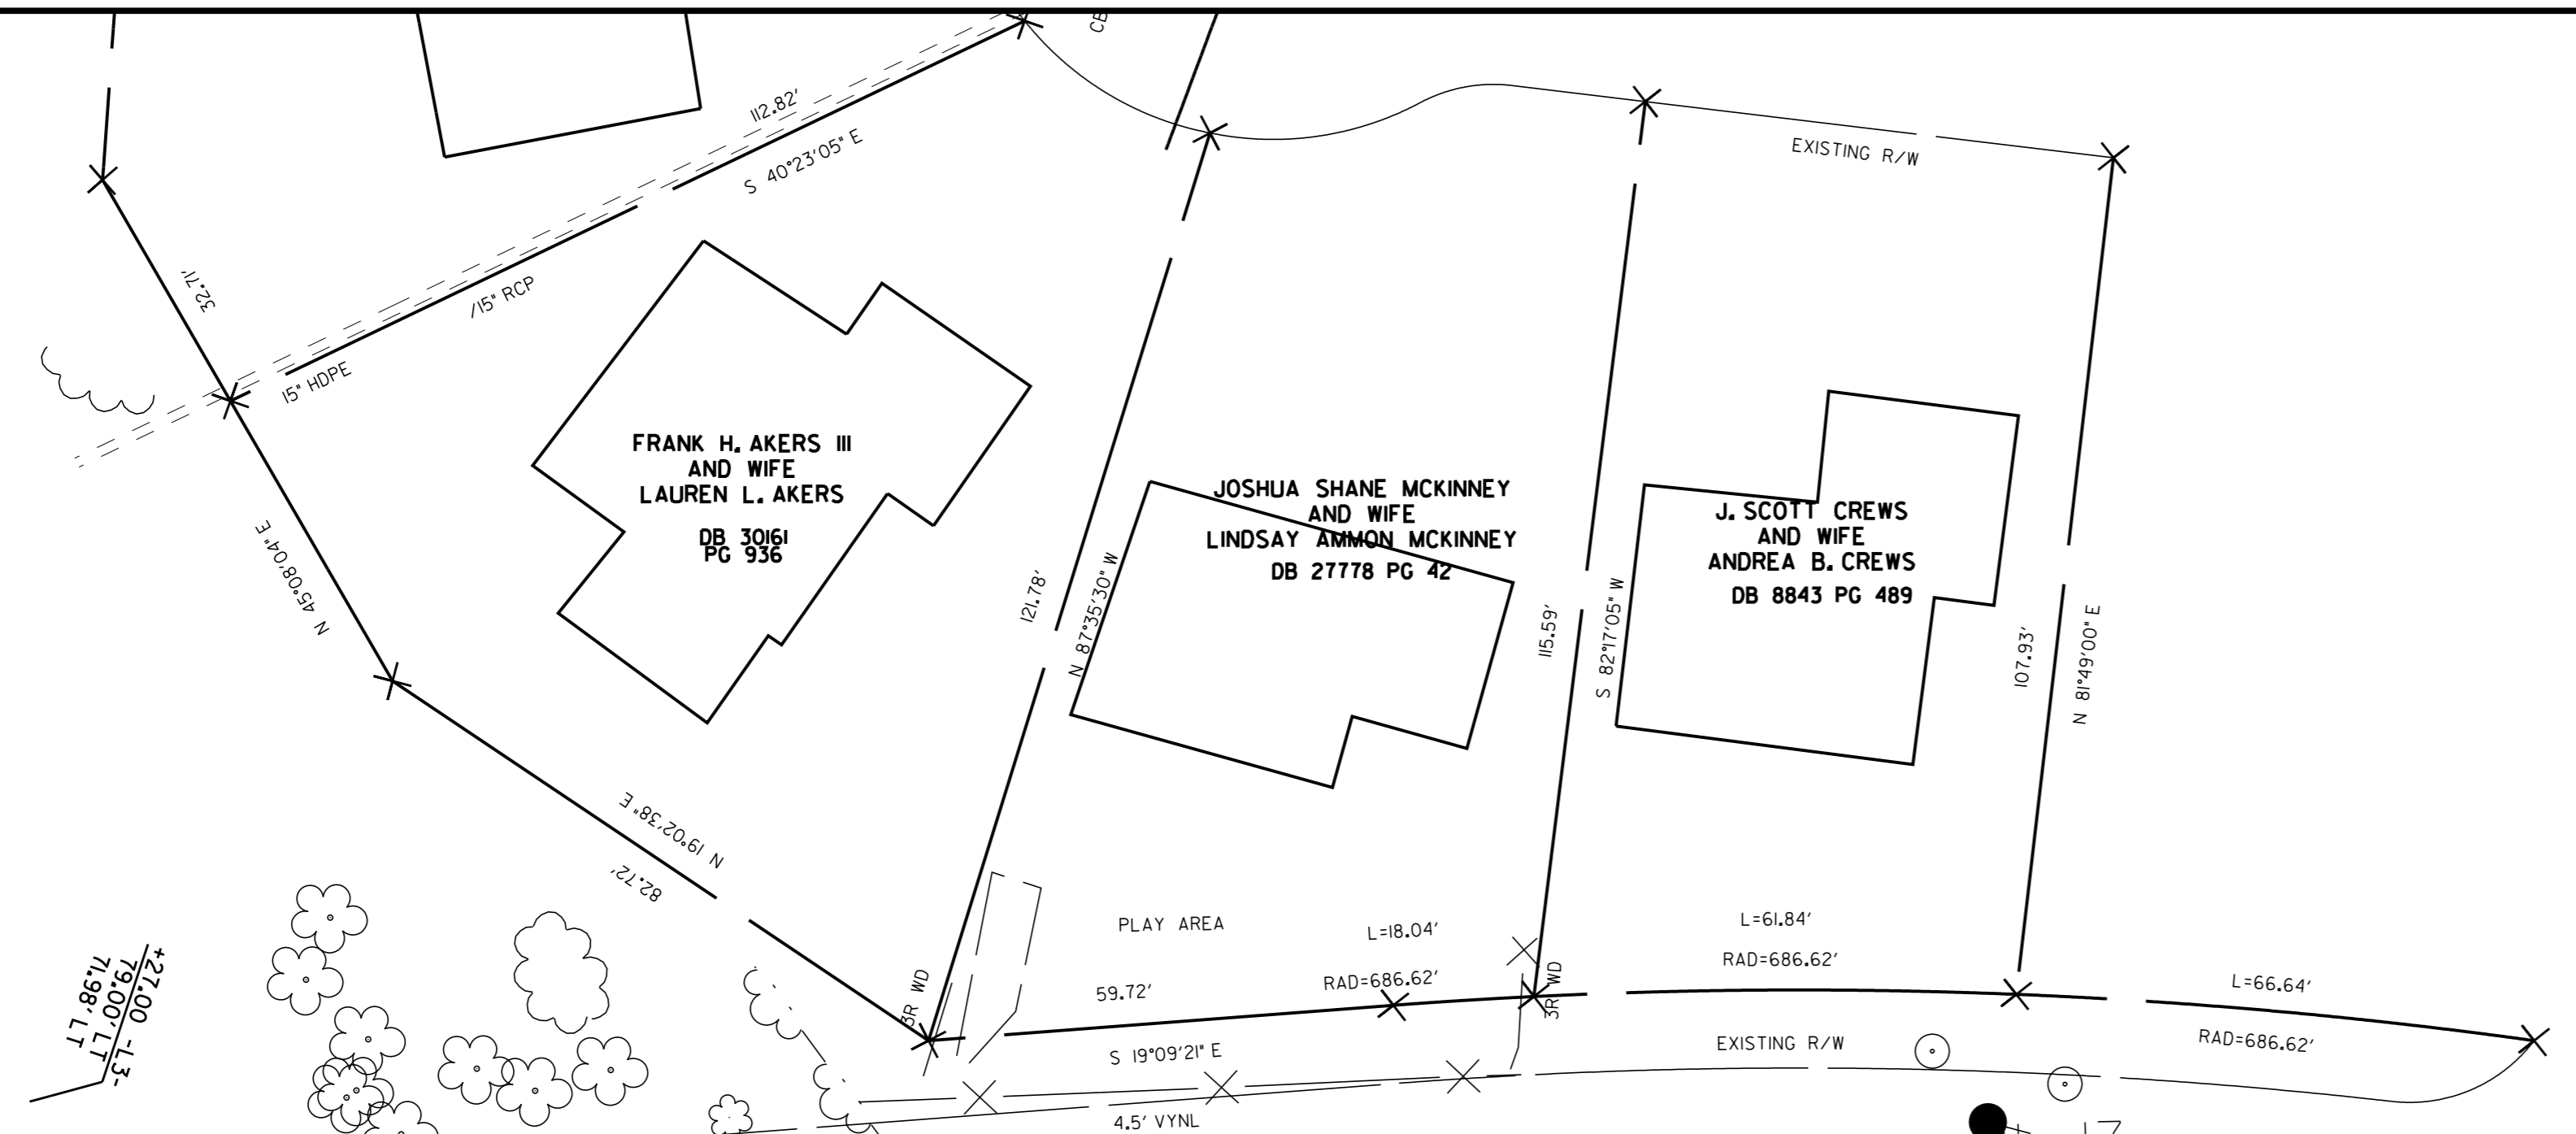 CE
112.82'
S 40°23'05" E
EXISTING R/W
32.71'
/15" RCP
15" HDPE
FRANK H. AKERS III
AND WIFE
LAUREN L. AKERS
DB 30161
PG 936
JOSHUA SHANE MCKINNEY
AND WIFE
LINDSAY AMMON MCKINNEY
DB 27778 PG 42
J. SCOTT CREWS
AND WIFE
ANDREA B. CREWS
DB 8843 PG 489
N 45°08'04" E
121.78'
N 87°35'30" W
115.59'
S 82°17'05" W
107.93'
N 81°49'00" E
N 19°02'38" E
82.72'
PLAY AREA
L=18.04'
L=61.84'
RAD=686.62'
RAD=686.62'
59.72'
3R WD
3R WD
L=66.64'
RAD=686.62'
S 19°09'21" E
EXISTING R/W
4.5' VYNL
+27.00 -L3-
79.00' LT
71.98' LT